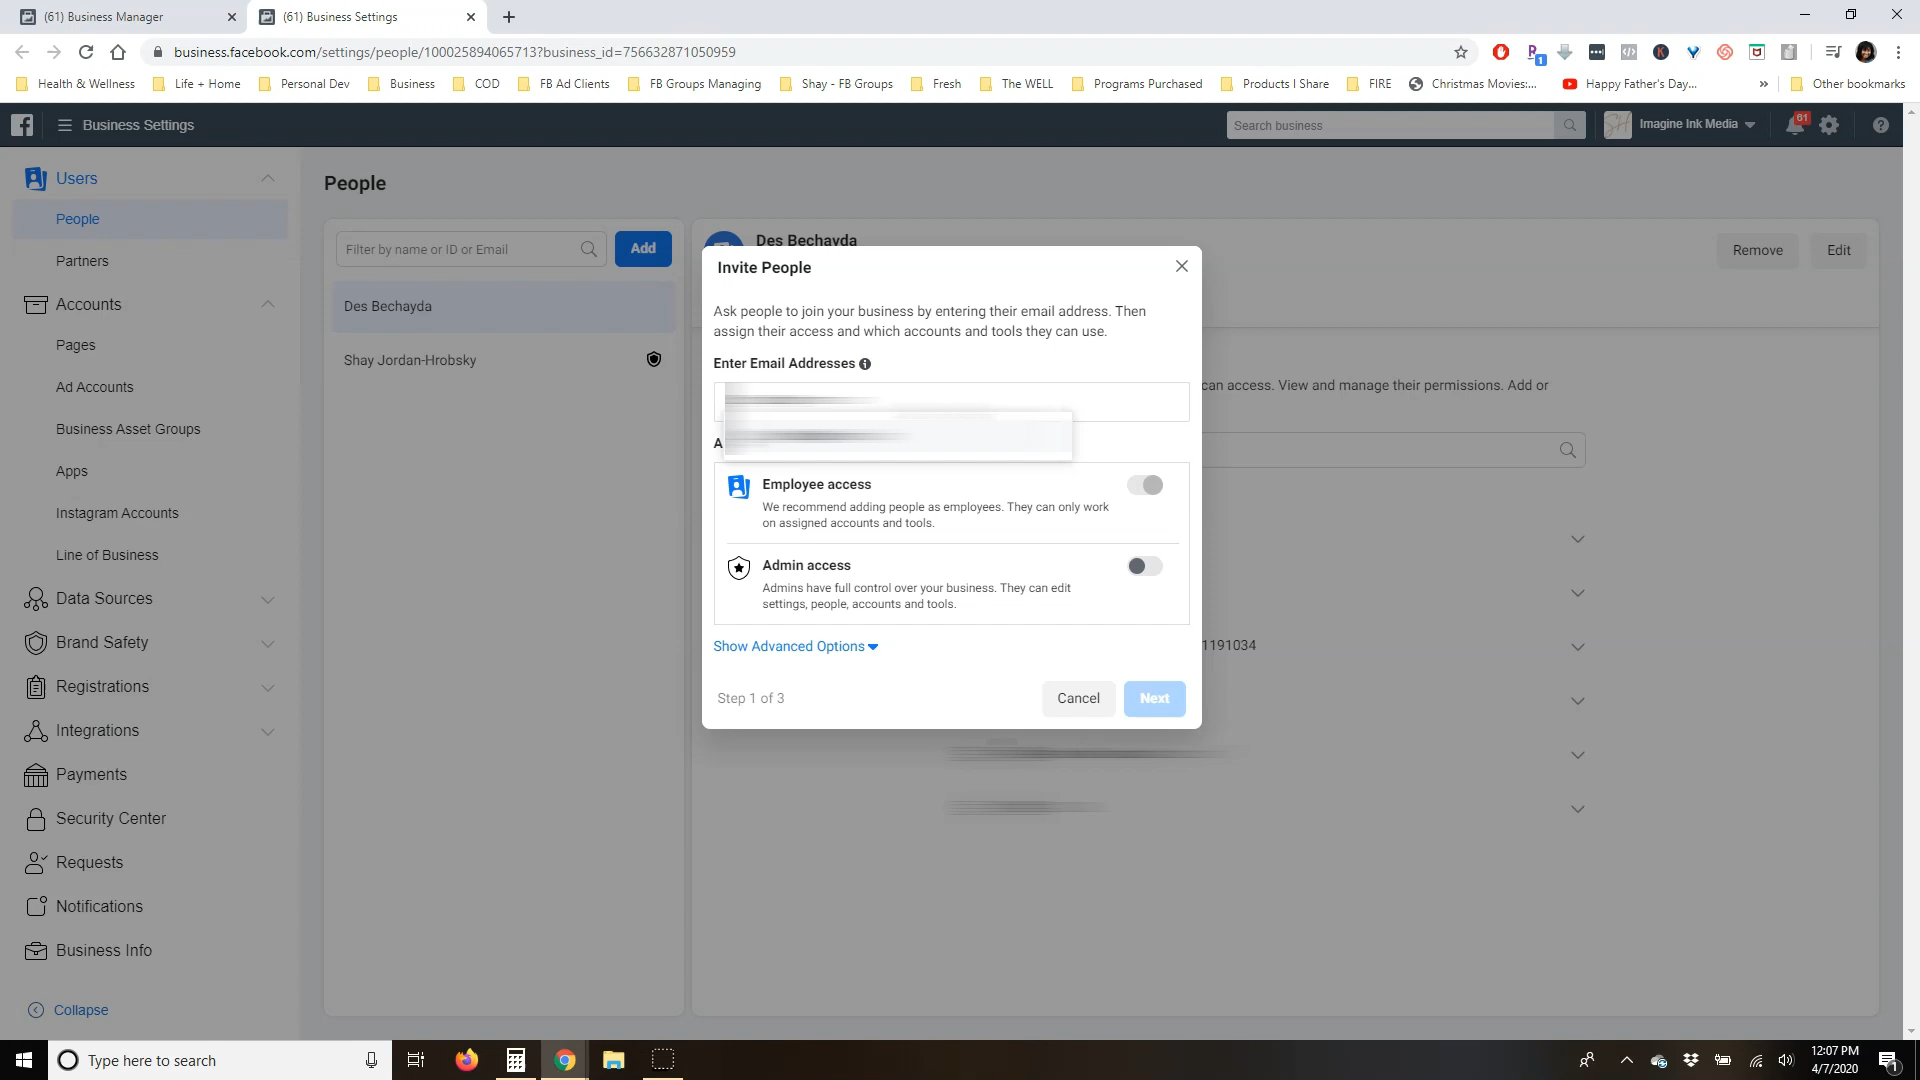 (61) Business Manager
(61) Business Settings
business.facebook.com/settings/people/100025894065713?business_id=756632871050959
1
Health & Wellness
Life + Home
Personal Dev
Business
COD
FB Ad Clients
FB Groups Managing
Shay - FB Groups
Fresh
The WELL
Programs Purchased
Products I Share
FIRE
Christmas Movies:...
Happy Father's Day...
»
Other bookmarks
Business Settings
Search business
Imagine Ink Media
61
Users
People
Partners
Accounts
Pages
Ad Accounts
Business Asset Groups
Apps
Instagram Accounts
Line of Business
Data Sources
Brand Safety
Registrations
Integrations
Payments
Security Center
Requests
Notifications
Business Info
Collapse
People
Filter by name or ID or Email
Add
Des Bechayda
Shay Jordan-Hrobsky
Des Bechayda
Remove
Edit
can access. View and manage their permissions. Add or
1191034
Invite People
Ask people to join your business by entering their email address. Then
assign their access and which accounts and tools they can use.
Enter Email Addresses
A
Employee access
We recommend adding people as employees. They can only work
on assigned accounts and tools.
Admin access
Admins have full control over your business. They can edit
settings, people, accounts and tools.
Show Advanced Options
Step 1 of 3
Cancel
Next
Type here to search
12:07 PM
4/7/2020
1